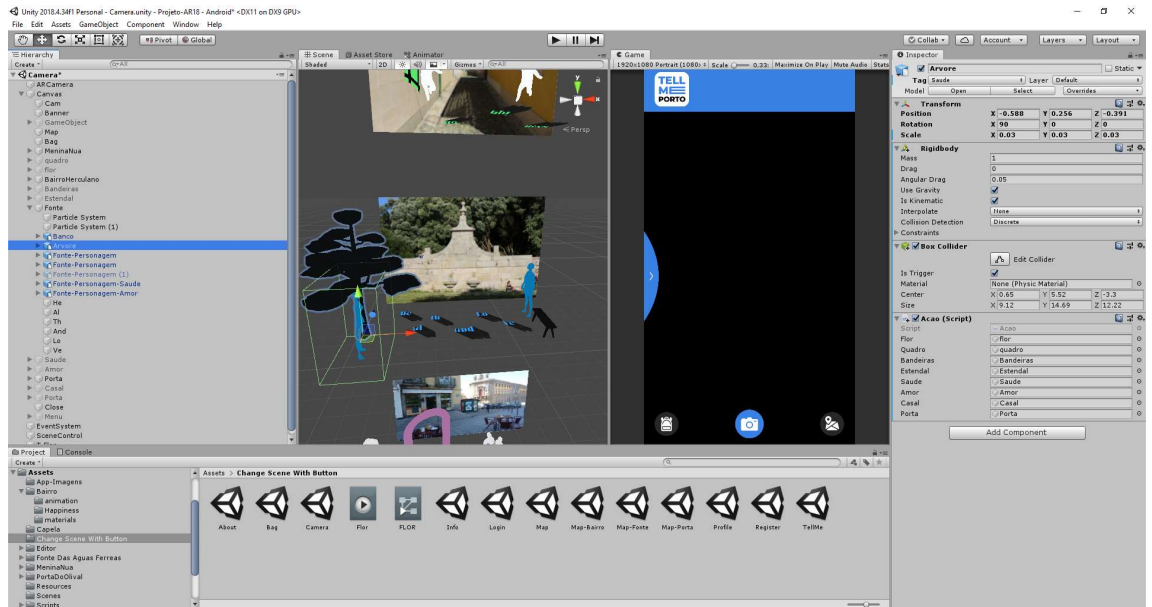 Unity 2018.4.34f1 Personal - Camera.unity - Projeto-AR18 - Android* <DX11 on DX9 GPU>
File Edit Assets GameObject Component Window Help
Pivot Global Collab Account Layers Layout
Hierarchy
Create
Camera*
ARCamera
Canvas
Cam
Banner
GameObject
Map
Bag
MeninaNua
quadro
flor
BairroHerculano
Bandeiras
Estendal
Fonte
Particle System
Particle System (1)
Banco
Arvore
Fonte-Personagem
Fonte-Personagem
Fonte-Personagem (1)
Fonte-Personagem-Saude
Fonte-Personagem-Amor
He
Al
Th
And
Lo
Ve
Saude
Amor
Porta
Casal
Porta
Close
Menu
EventSystem
SceneControl
Scene Asset Store Animator
Shaded 2D Gizmos
y
x
Persp
Game
1920x1080 Portrait (1080x Scale 0.33x Maximize On Play Mute Audio Stats
TELL
ME
PORTO
Inspector
Arvore Static
Tag Saude Layer Default
Model Open Select Overrides
Transform
Position X -0.588 Y 0.256 Z -0.391
Rotation X 90 Y 0 Z 0
Scale X 0.03 Y 0.03 Z 0.03
Rigidbody
Mass 1
Drag 0
Angular Drag 0.05
Use Gravity
Is Kinematic
Interpolate None
Collision Detection Discrete
Constraints
Box Collider
Edit Collider
Is Trigger
Material None (Physic Material)
Center X 0.65 Y 5.52 Z -3.3
Size X 9.12 Y 14.69 Z 12.22
Acao (Script)
Script Acao
Flor flor
Quadro quadro
Bandeiras Bandeiras
Estendal Estendal
Saude Saude
Amor Amor
Casal Casal
Porta Porta
Add Component
Project Console
Create
Assets
App-Imagens
Bairro
animation
Happiness
materials
Capela
Change Scene With Button
Editor
Fonte Das Aguas Ferreas
MeninaNua
PortaDoOlival
Resources
Scenes
Scripts
Assets > Change Scene With Button
About Bag Camera Flor FLOR Info Login Map Map-Bairro Map-Fonte Map-Porta Profile Register TellMe